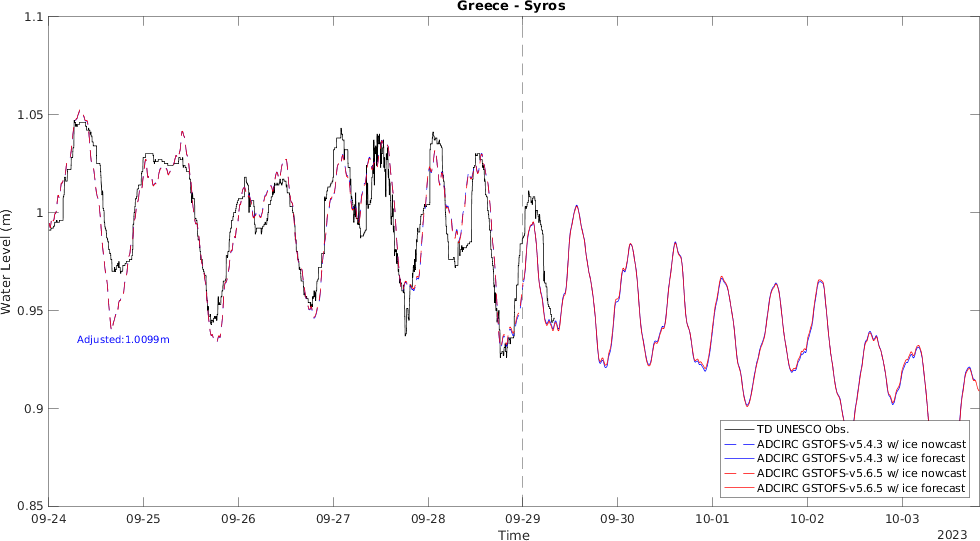 Greece - Syros
1.1
1.05
1
0.95
0.9
0.85
Water Level (m)
Adjusted:1.0099m
TD UNESCO Obs.
ADCIRC GSTOFS-v5.4.3 w/ ice nowcast
ADCIRC GSTOFS-v5.4.3 w/ ice forecast
ADCIRC GSTOFS-v5.6.5 w/ ice nowcast
ADCIRC GSTOFS-v5.6.5 w/ ice forecast
09-24 09-25 09-26 09-27 09-28 09-29 09-30 10-01 10-02 10-03
Time
2023